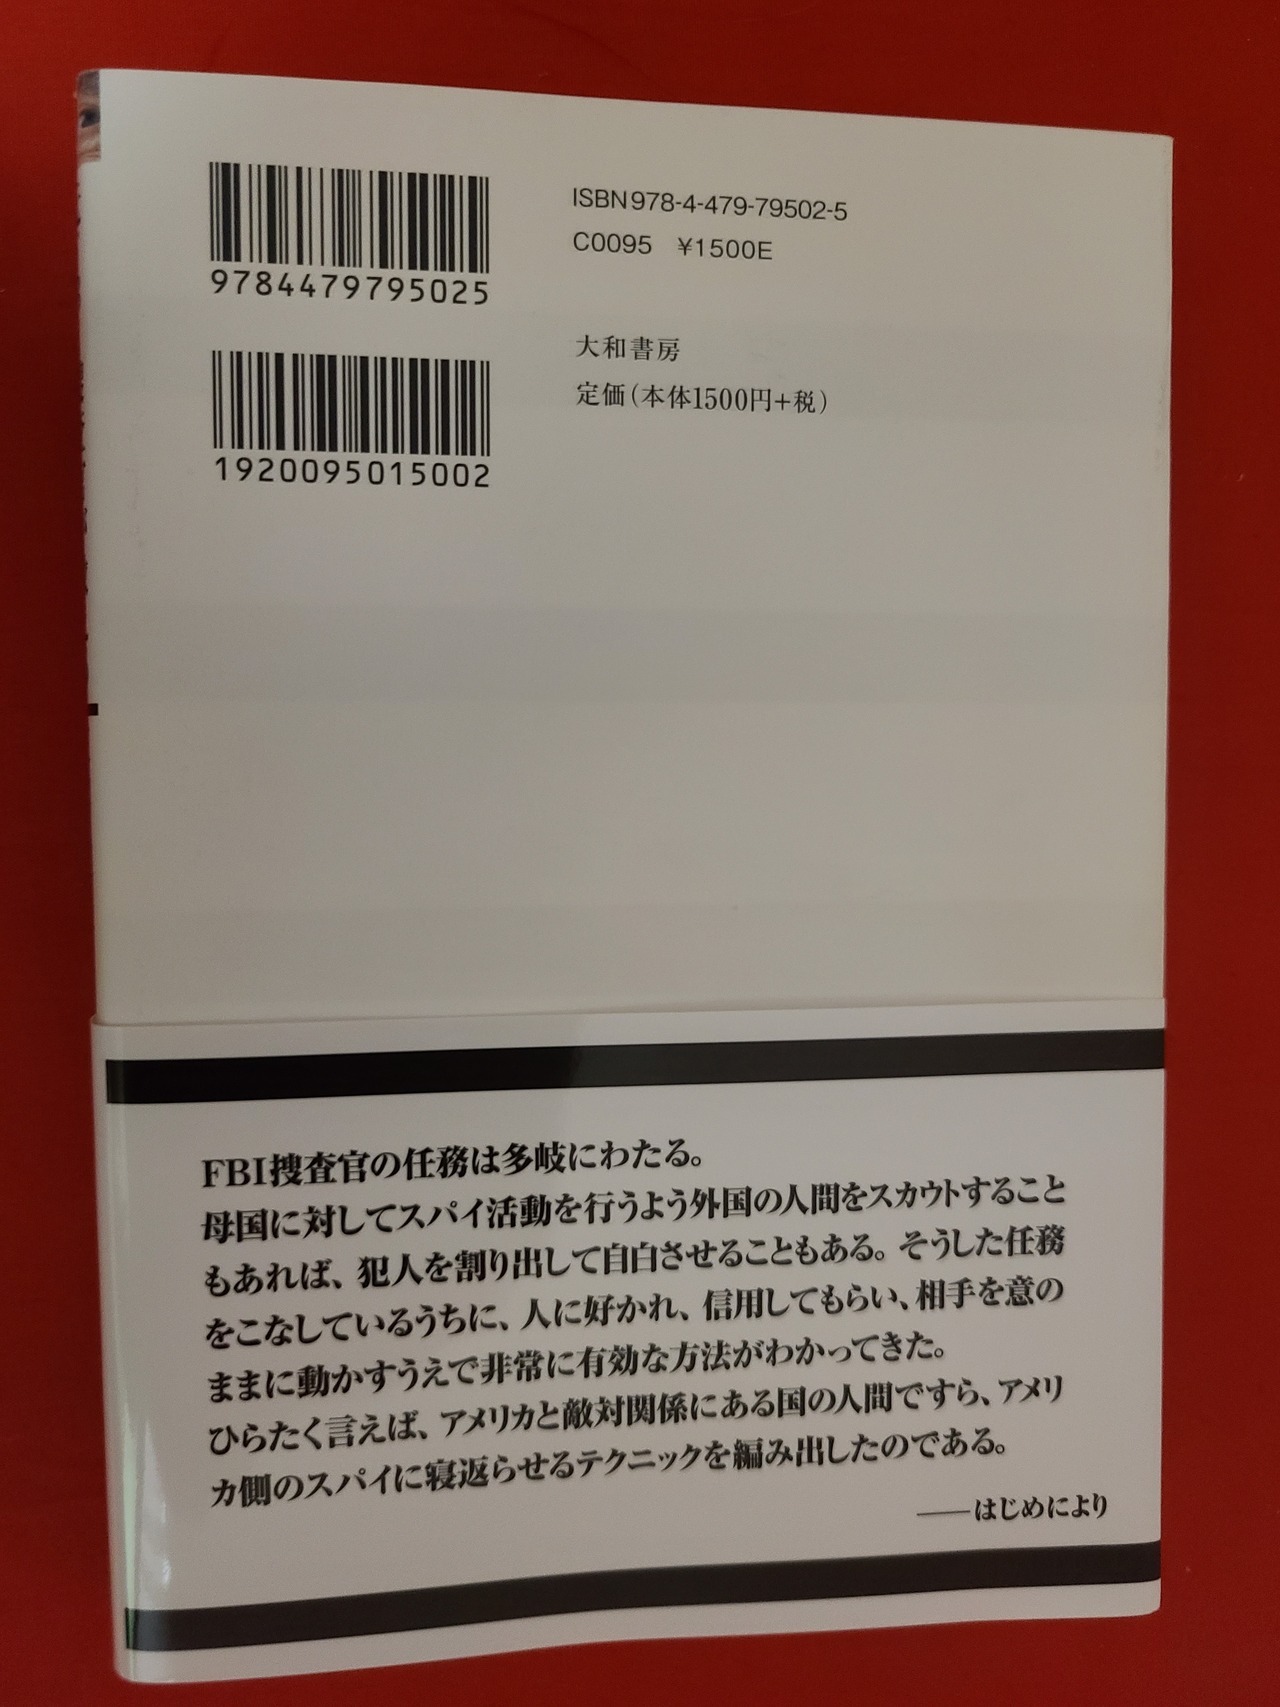 9784479795025
1920095015002
ISBN978-4-479-79502-5
C0095 ¥1500E
大和書房
定価(本体1500円+税)
FBI捜査官の任務は多岐にわたる。
母国に対してスパイ活動を行うよう外国の人間をスカウトすること
もあれば、犯人を割り出して自白させることもある。そうした任務
をこなしているうちに、人に好かれ、信用してもらい、相手を意の
ままに動かすうえで非常に有効な方法がわかってきた。
ひらたく言えば、アメリカと敵対関係にある国の人間ですら、アメリ
カ側のスパイに寝返らせるテクニックを編み出したのである。
——はじめにより